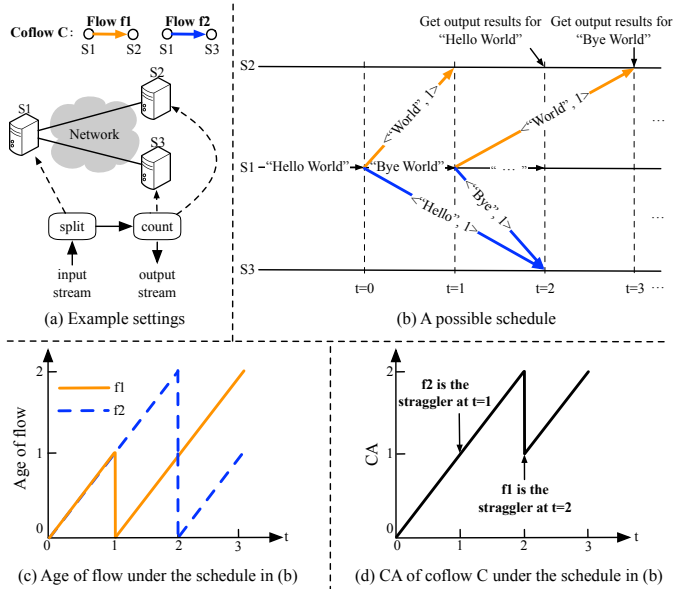 Coflow C:
Flow f1
S1
S2
Flow f2
S1
S3
S1
S2
S3
Network
split
count
input
stream
output
stream
(a) Example settings
Get output results for
“Hello World”
Get output results for
“Bye World”
S2
S1
S3
“Hello World”
“Bye World”
“ ... ”
<“World”, 1>
<“World”, 1>
<“Hello”, 1>
<“Bye”, 1>
...
...
...
t=0
t=1
t=2
t=3
...
(b) A possible schedule
Age of flow
2
1
0
f1
f2
0
1
2
3
t
(c) Age of flow under the schedule in (b)
CA
2
1
0
f2 is the
straggler at t=1
f1 is the
straggler at t=2
0
1
2
3
t
(d) CA of coflow C under the schedule in (b)